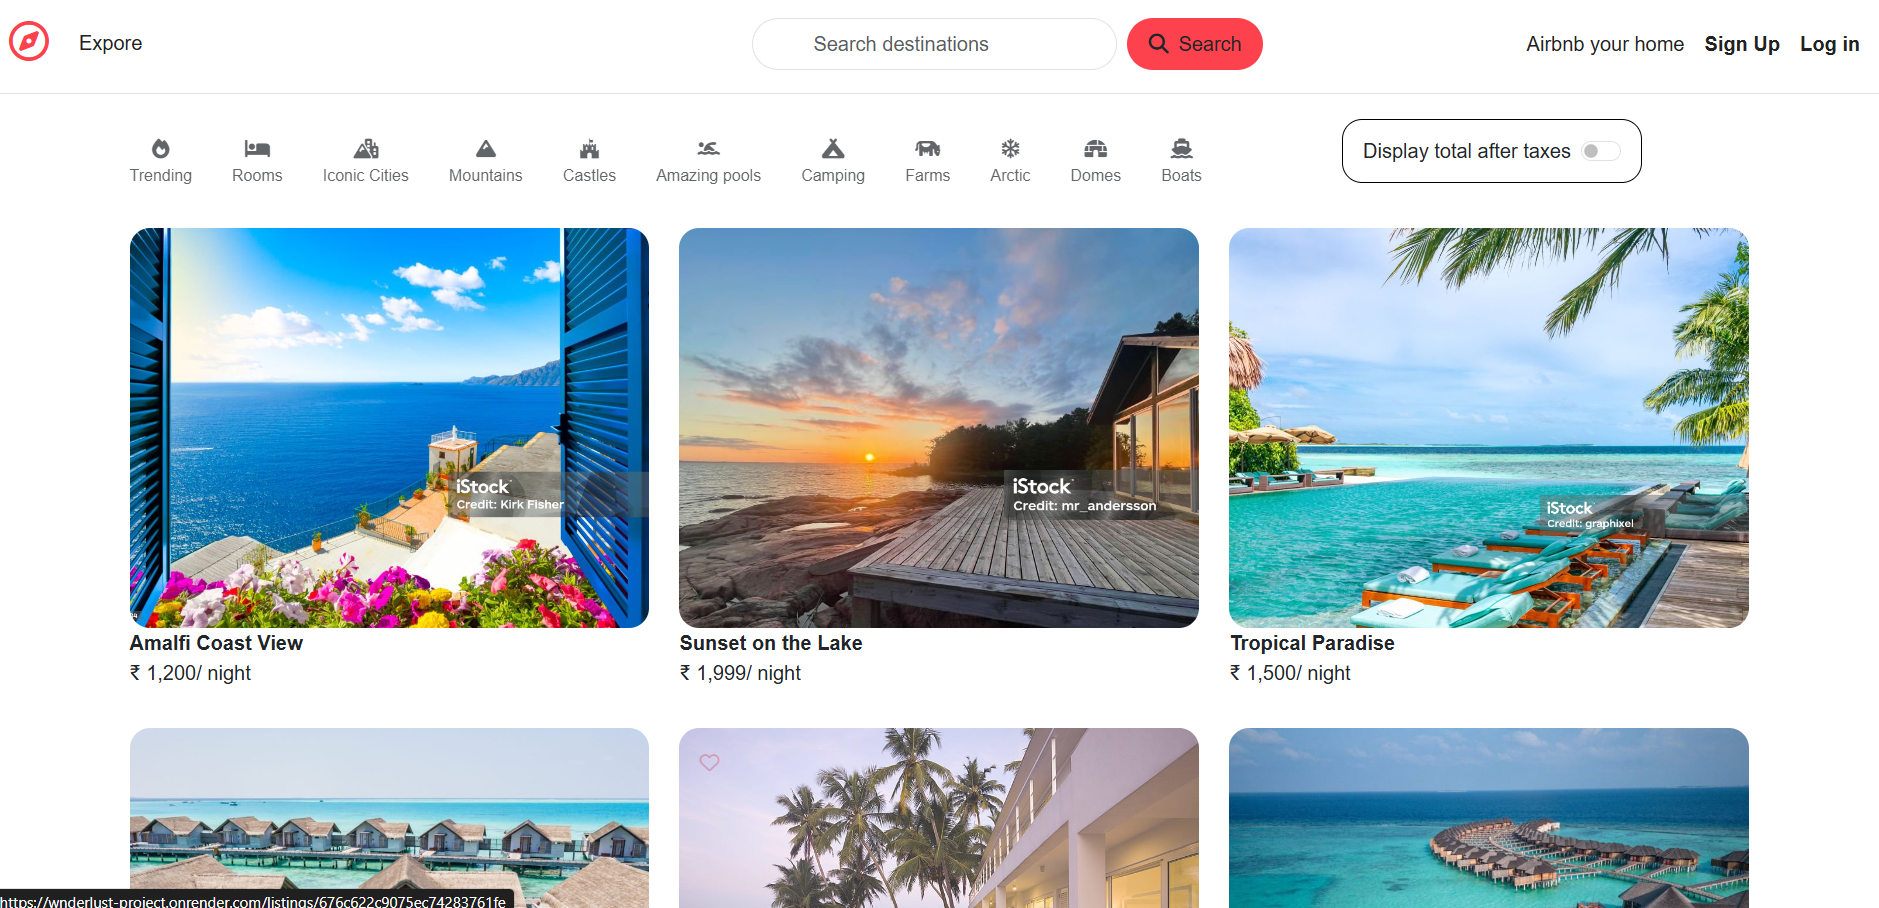 Expore
Search destinations
Search
Airbnb your home
Sign Up
Log in
Trending
Rooms
Iconic Cities
Mountains
Castles
Amazing pools
Camping
Farms
Arctic
Domes
Boats
Display total after taxes
iStock
Credit: Kirk Fisher
iStock
Credit: mr_andersson
iStock
Credit: graphixel
Amalfi Coast View
₹ 1,200/ night
Sunset on the Lake
₹ 1,999/ night
Tropical Paradise
₹ 1,500/ night
https://wnderlust-project.onrender.com/listings/676c622c9075ec74283761fe